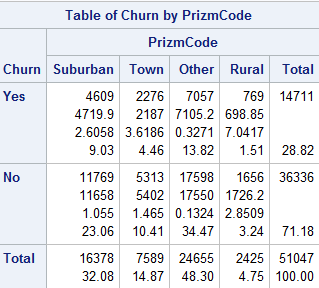 Table of Churn by PrizmCode
PrizmCode
Churn Suburban Town Other Rural Total
Yes 4609 2276 7057 769 14711
4719.9 2187 7105.2 698.85
2.6058 3.6186 0.3271 7.0417
9.03 4.46 13.82 1.51 28.82
No 11769 5313 17598 1656 36336
11658 5402 17550 1726.2
1.055 1.465 0.1324 2.8509
23.06 10.41 34.47 3.24 71.18
Total 16378 7589 24655 2425 51047
32.08 14.87 48.30 4.75 100.00